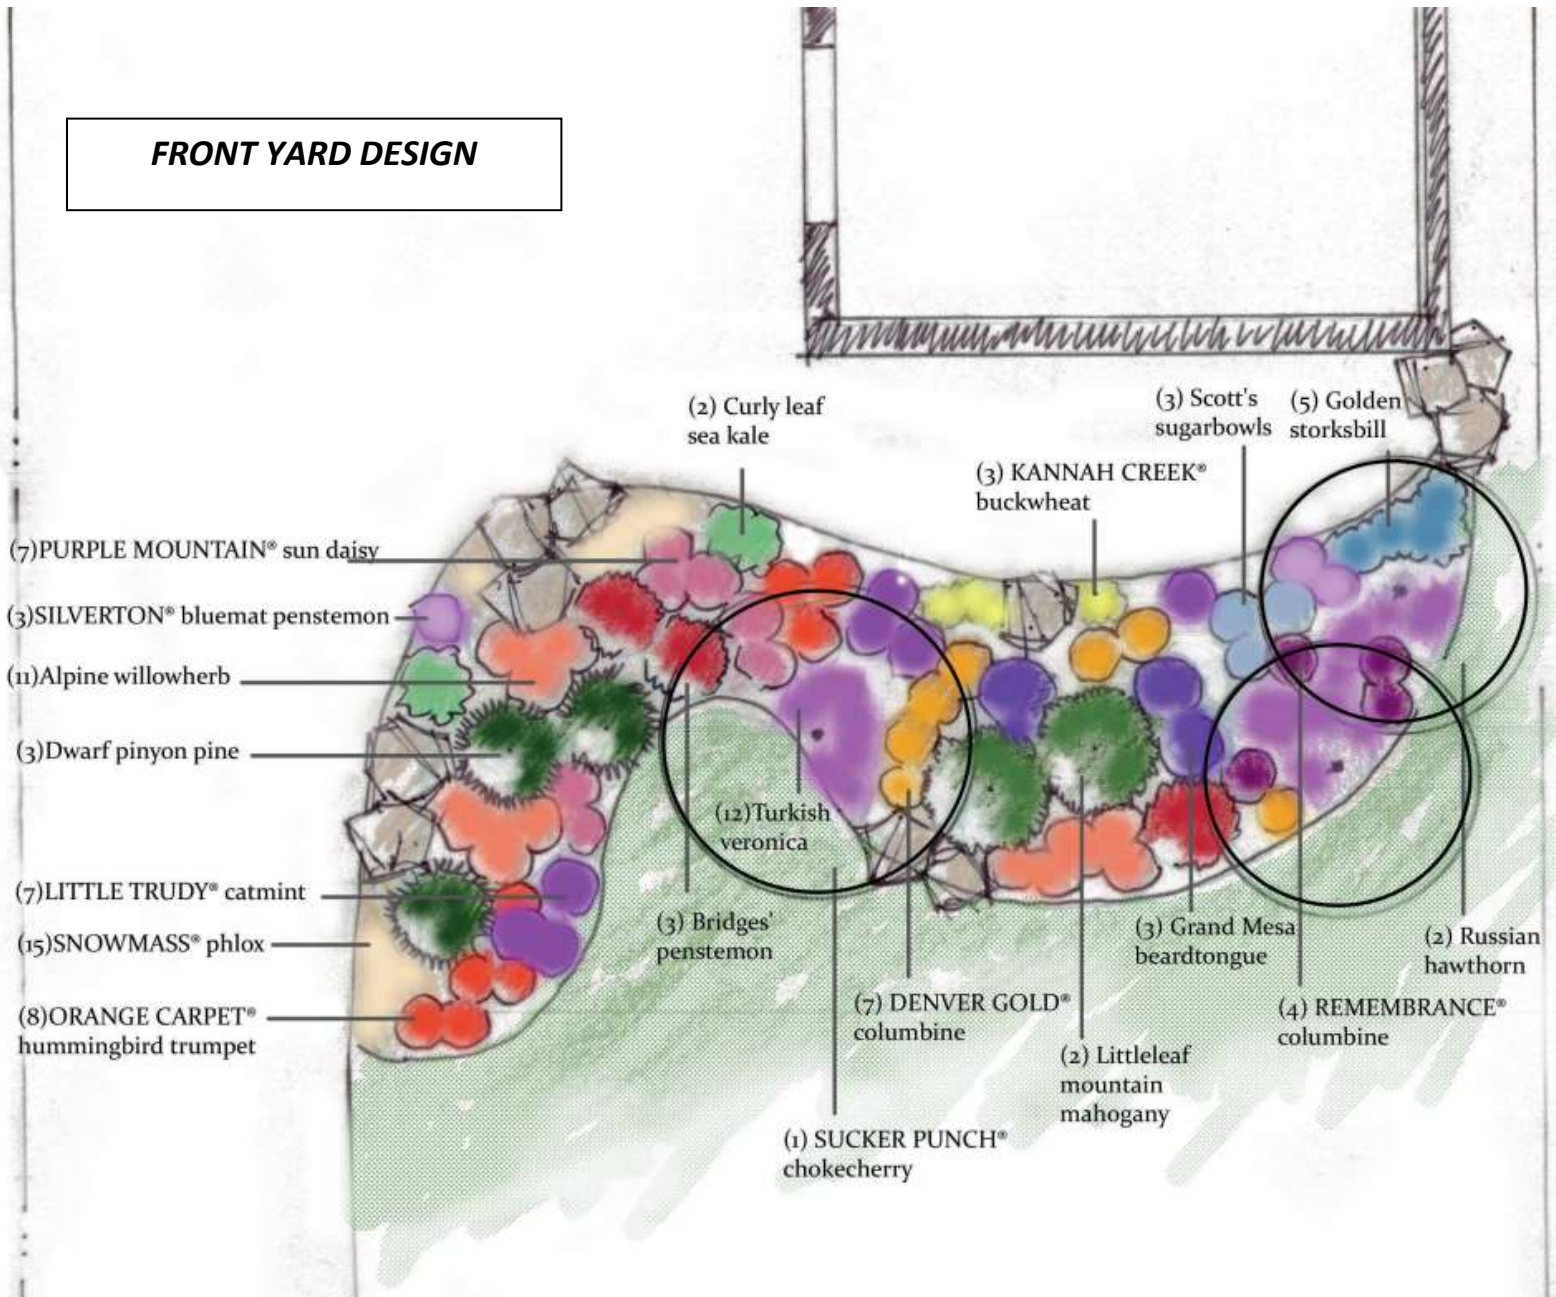 FRONT YARD DESIGN
(2) Curly leaf
sea kale
(3) Scott's
sugarbowls
(5) Golden
storksbill
(3) KANNAH CREEK®
buckwheat
(7)PURPLE MOUNTAIN® sun daisy
(3)SILVERTON® bluemat penstemon
(11)Alpine willowherb
(3)Dwarf pinyon pine
(12)Turkish
veronica
(7)LITTLE TRUDY® catmint
(15)SNOWMASS® phlox
(3) Bridges'
penstemon
(3) Grand Mesa
beardtongue
(2) Russian
hawthorn
(8)ORANGE CARPET®
hummingbird trumpet
(7) DENVER GOLD®
columbine
(4) REMEMBRANCE®
columbine
(2) Littleleaf
mountain
mahogany
(1) SUCKER PUNCH®
chokecherry